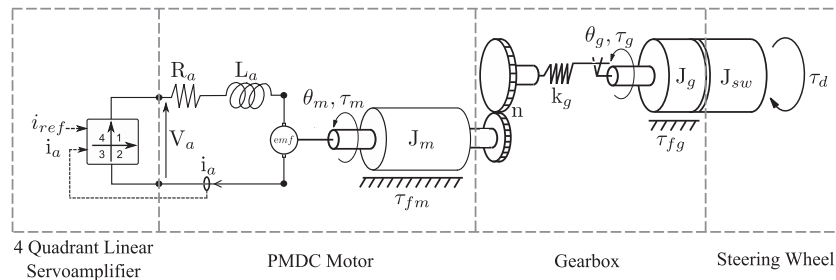 R_a
L_a
θ_m, τ_m
i_ref
i_a
4 1
3 2
V_a
i_a
emf
J_m
τ_fm
n
k_g
θ_g, τ_g
J_g
J_sw
τ_d
τ_fg
4 Quadrant Linear
Servoamplifier
PMDC Motor
Gearbox
Steering Wheel